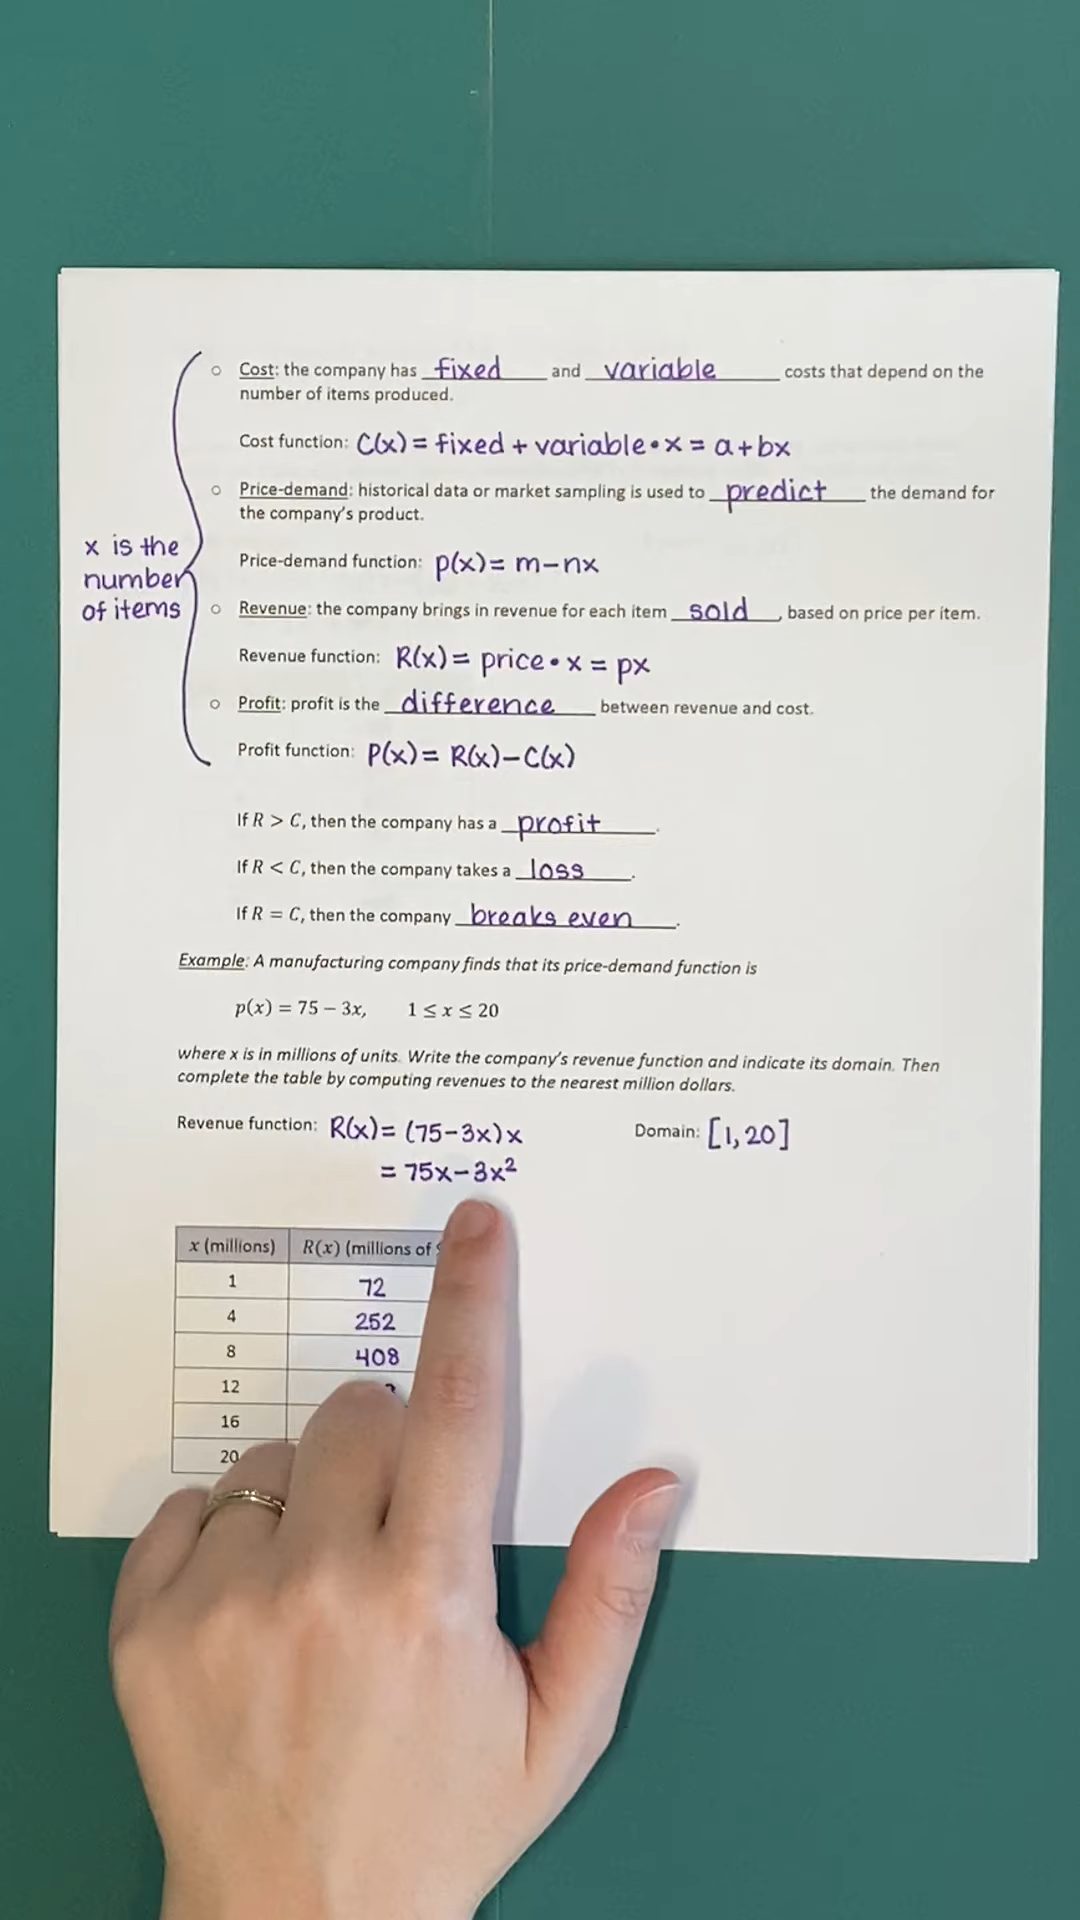 Cost: the company has fixed and variable costs that depend on the
number of items produced.
Cost function: C(x) = fixed + variable • x = a + bx
Price-demand: historical data or market sampling is used to predict the demand for
the company's product.
x is the
number
of items
Price-demand function: p(x) = m - nx
Revenue: the company brings in revenue for each item sold, based on price per item.
Revenue function: R(x) = price • x = px
Profit: profit is the difference between revenue and cost.
Profit function: P(x) = R(x) - C(x)
If R > C, then the company has a profit.
If R < C, then the company takes a loss.
If R = C, then the company breaks even.
Example: A manufacturing company finds that its price-demand function is
p(x) = 75 − 3x, 1 ≤ x ≤ 20
where x is in millions of units. Write the company's revenue function and indicate its domain. Then
complete the table by computing revenues to the nearest million dollars.
Revenue function: R(x) = (75-3x)x Domain: [1, 20]
= 75x - 3x²
x (millions) R(x) (millions of
1 72
4 252
8 408
12
16
20